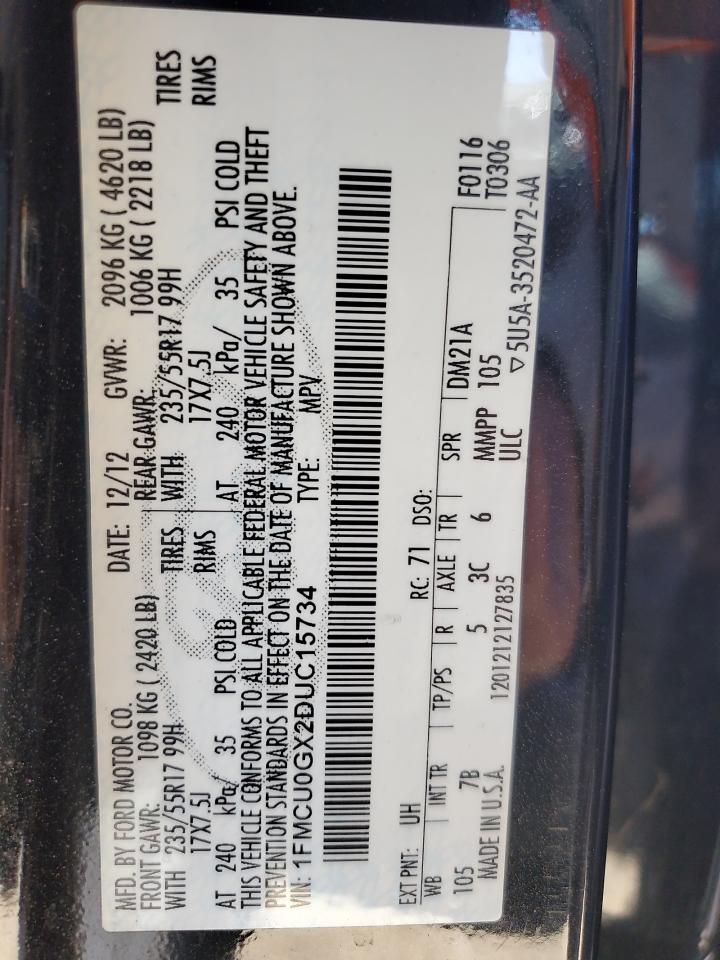 MFD. BY FORD MOTOR CO. DATE: 12/12 GVWR: 2096 KG ( 4620 LB)
FRONT GAWR: 1098 KG ( 2420 LB) REAR GAWR: 1006 KG ( 2218 LB)
WITH 235/55R17 99H TIRES WITH 235/55R17 99H TIRES
17X7.5J RIMS 17X7.5J RIMS
AT 240 kPa/ 35 PSI COLD AT 240 kPa/ 35 PSI COLD
THIS VEHICLE CONFORMS TO ALL APPLICABLE FEDERAL MOTOR VEHICLE SAFETY AND THEFT
PREVENTION STANDARDS IN EFFECT ON THE DATE OF MANUFACTURE SHOWN ABOVE.
VIN: 1FMCU0GX2DUC15734 TYPE: MPV
EXT PNT: UH RC: 71 DSO:
WB INT TR TP/PS R AXLE TR SPR DM21A F0116
105 7B 5 3C 6 MMPP 105 T0306
MADE IN U.S.A. 1201212127835 ULC ▽5U5A-3520472-AA